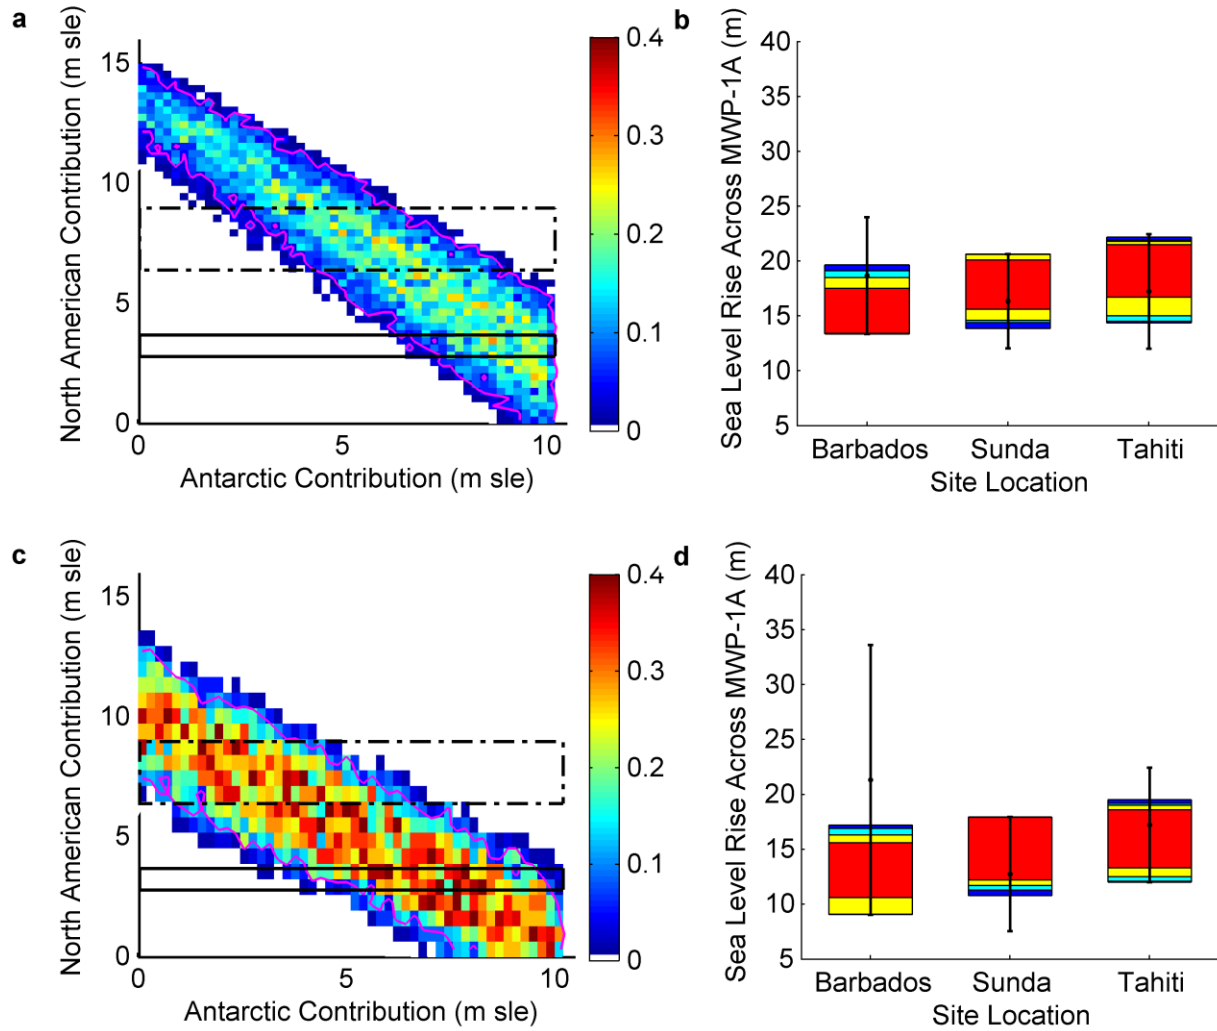 a
North American Contribution (m sle)
15
10
5
0
0
5
10
Antarctic Contribution (m sle)
0.4
0.3
0.2
0.1
0
b
Sea Level Rise Across MWP-1A (m)
40
35
30
25
20
15
10
5
Barbados
Sunda
Tahiti
Site Location
c
North American Contribution (m sle)
15
10
5
0
0
5
10
Antarctic Contribution (m sle)
0.4
0.3
0.2
0.1
0
d
Sea Level Rise Across MWP-1A (m)
40
35
30
25
20
15
10
5
Barbados
Sunda
Tahiti
Site Location